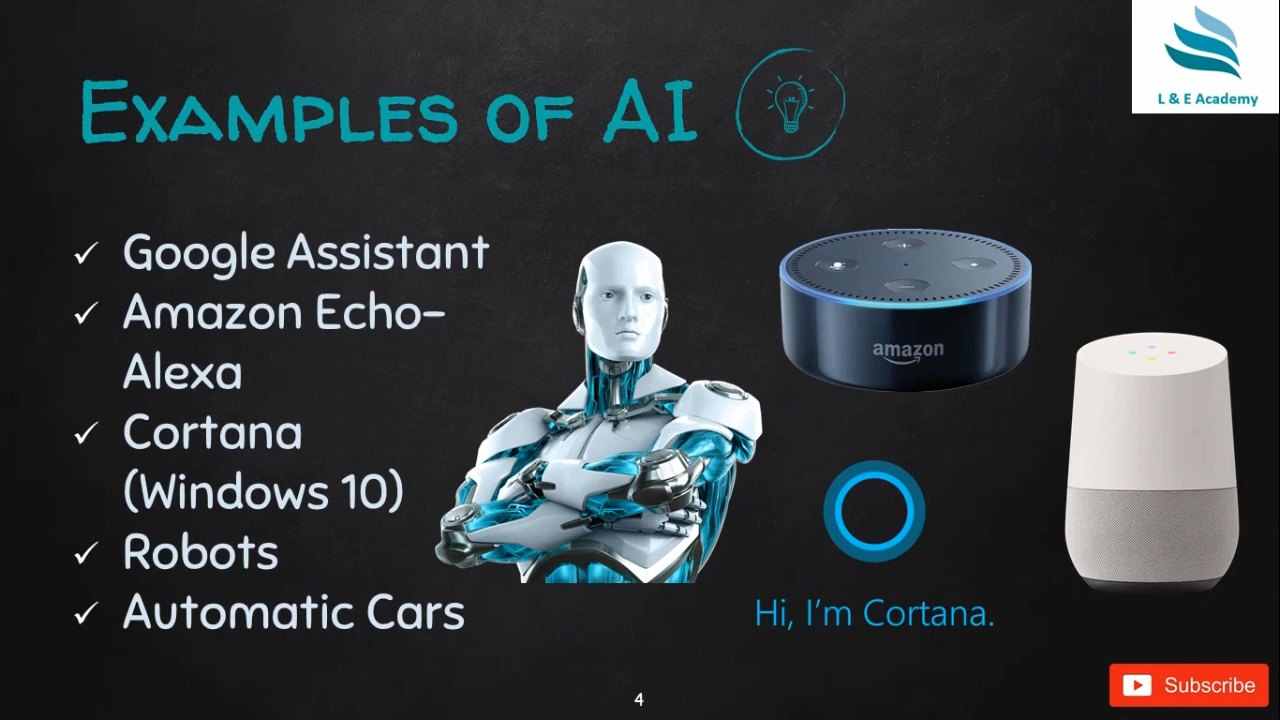 L & E Academy
Examples of AI
✓ Google Assistant
✓ Amazon Echo-
Alexa
✓ Cortana
(Windows 10)
✓ Robots
✓ Automatic Cars
amazon
Hi, I'm Cortana.
4
Subscribe